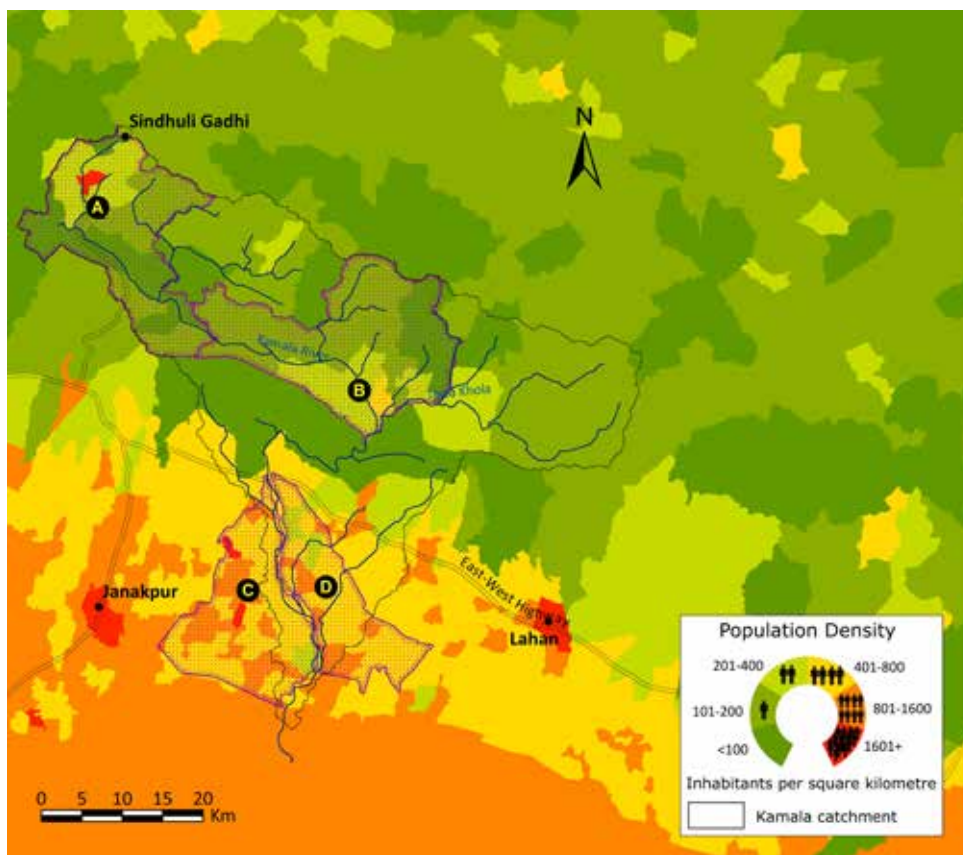 N
Sindhuli Gadhi
A
Kamala River
B
Khola
C
D
Janakpur
East-West Highway
Lahan
Population Density
201-400
401-800
101-200
801-1600
<100
1601+
Inhabitants per square kilometre
Kamala catchment
0 5 10 15 20
Km